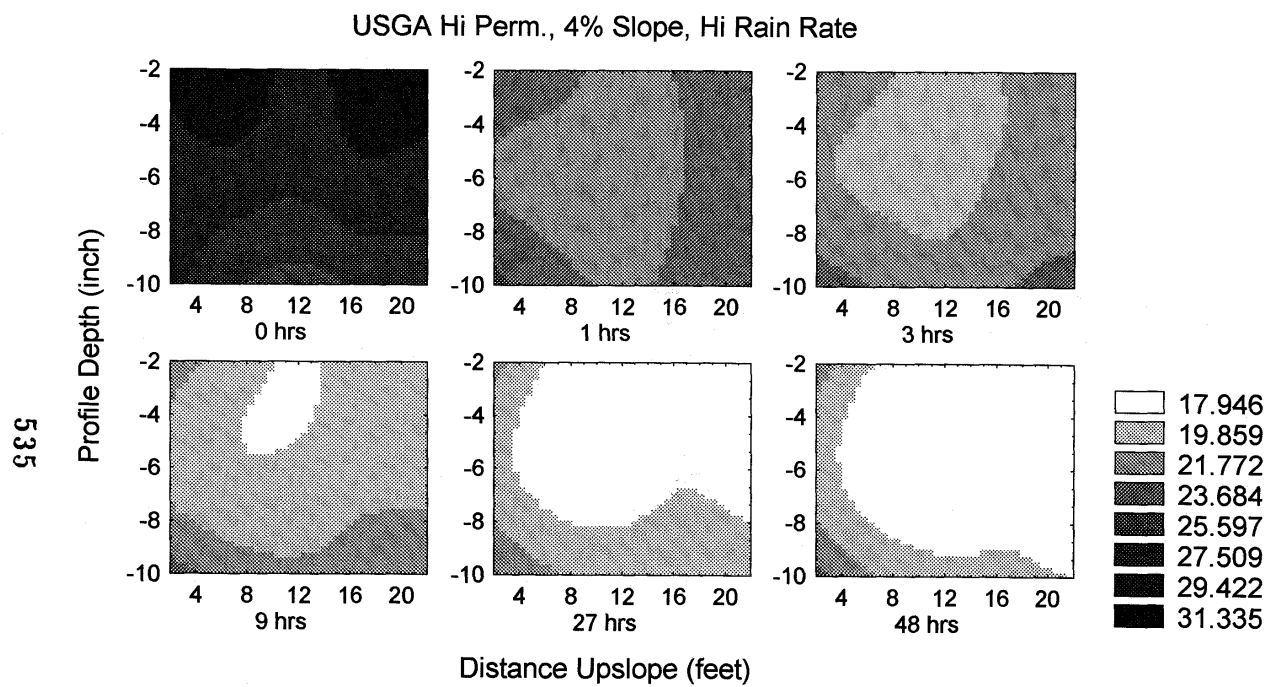 USGA Hi Perm., 4% Slope, Hi Rain Rate
Profile Depth (inch)
-2
-4
-6
-8
-10
4 8 12 16 20
0 hrs
-2
-4
-6
-8
-10
4 8 12 16 20
1 hrs
-2
-4
-6
-8
-10
4 8 12 16 20
3 hrs
-2
-4
-6
-8
-10
4 8 12 16 20
9 hrs
-2
-4
-6
-8
-10
4 8 12 16 20
27 hrs
-2
-4
-6
-8
-10
4 8 12 16 20
48 hrs
17.946
19.859
21.772
23.684
25.597
27.509
29.422
31.335
Distance Upslope (feet)
535